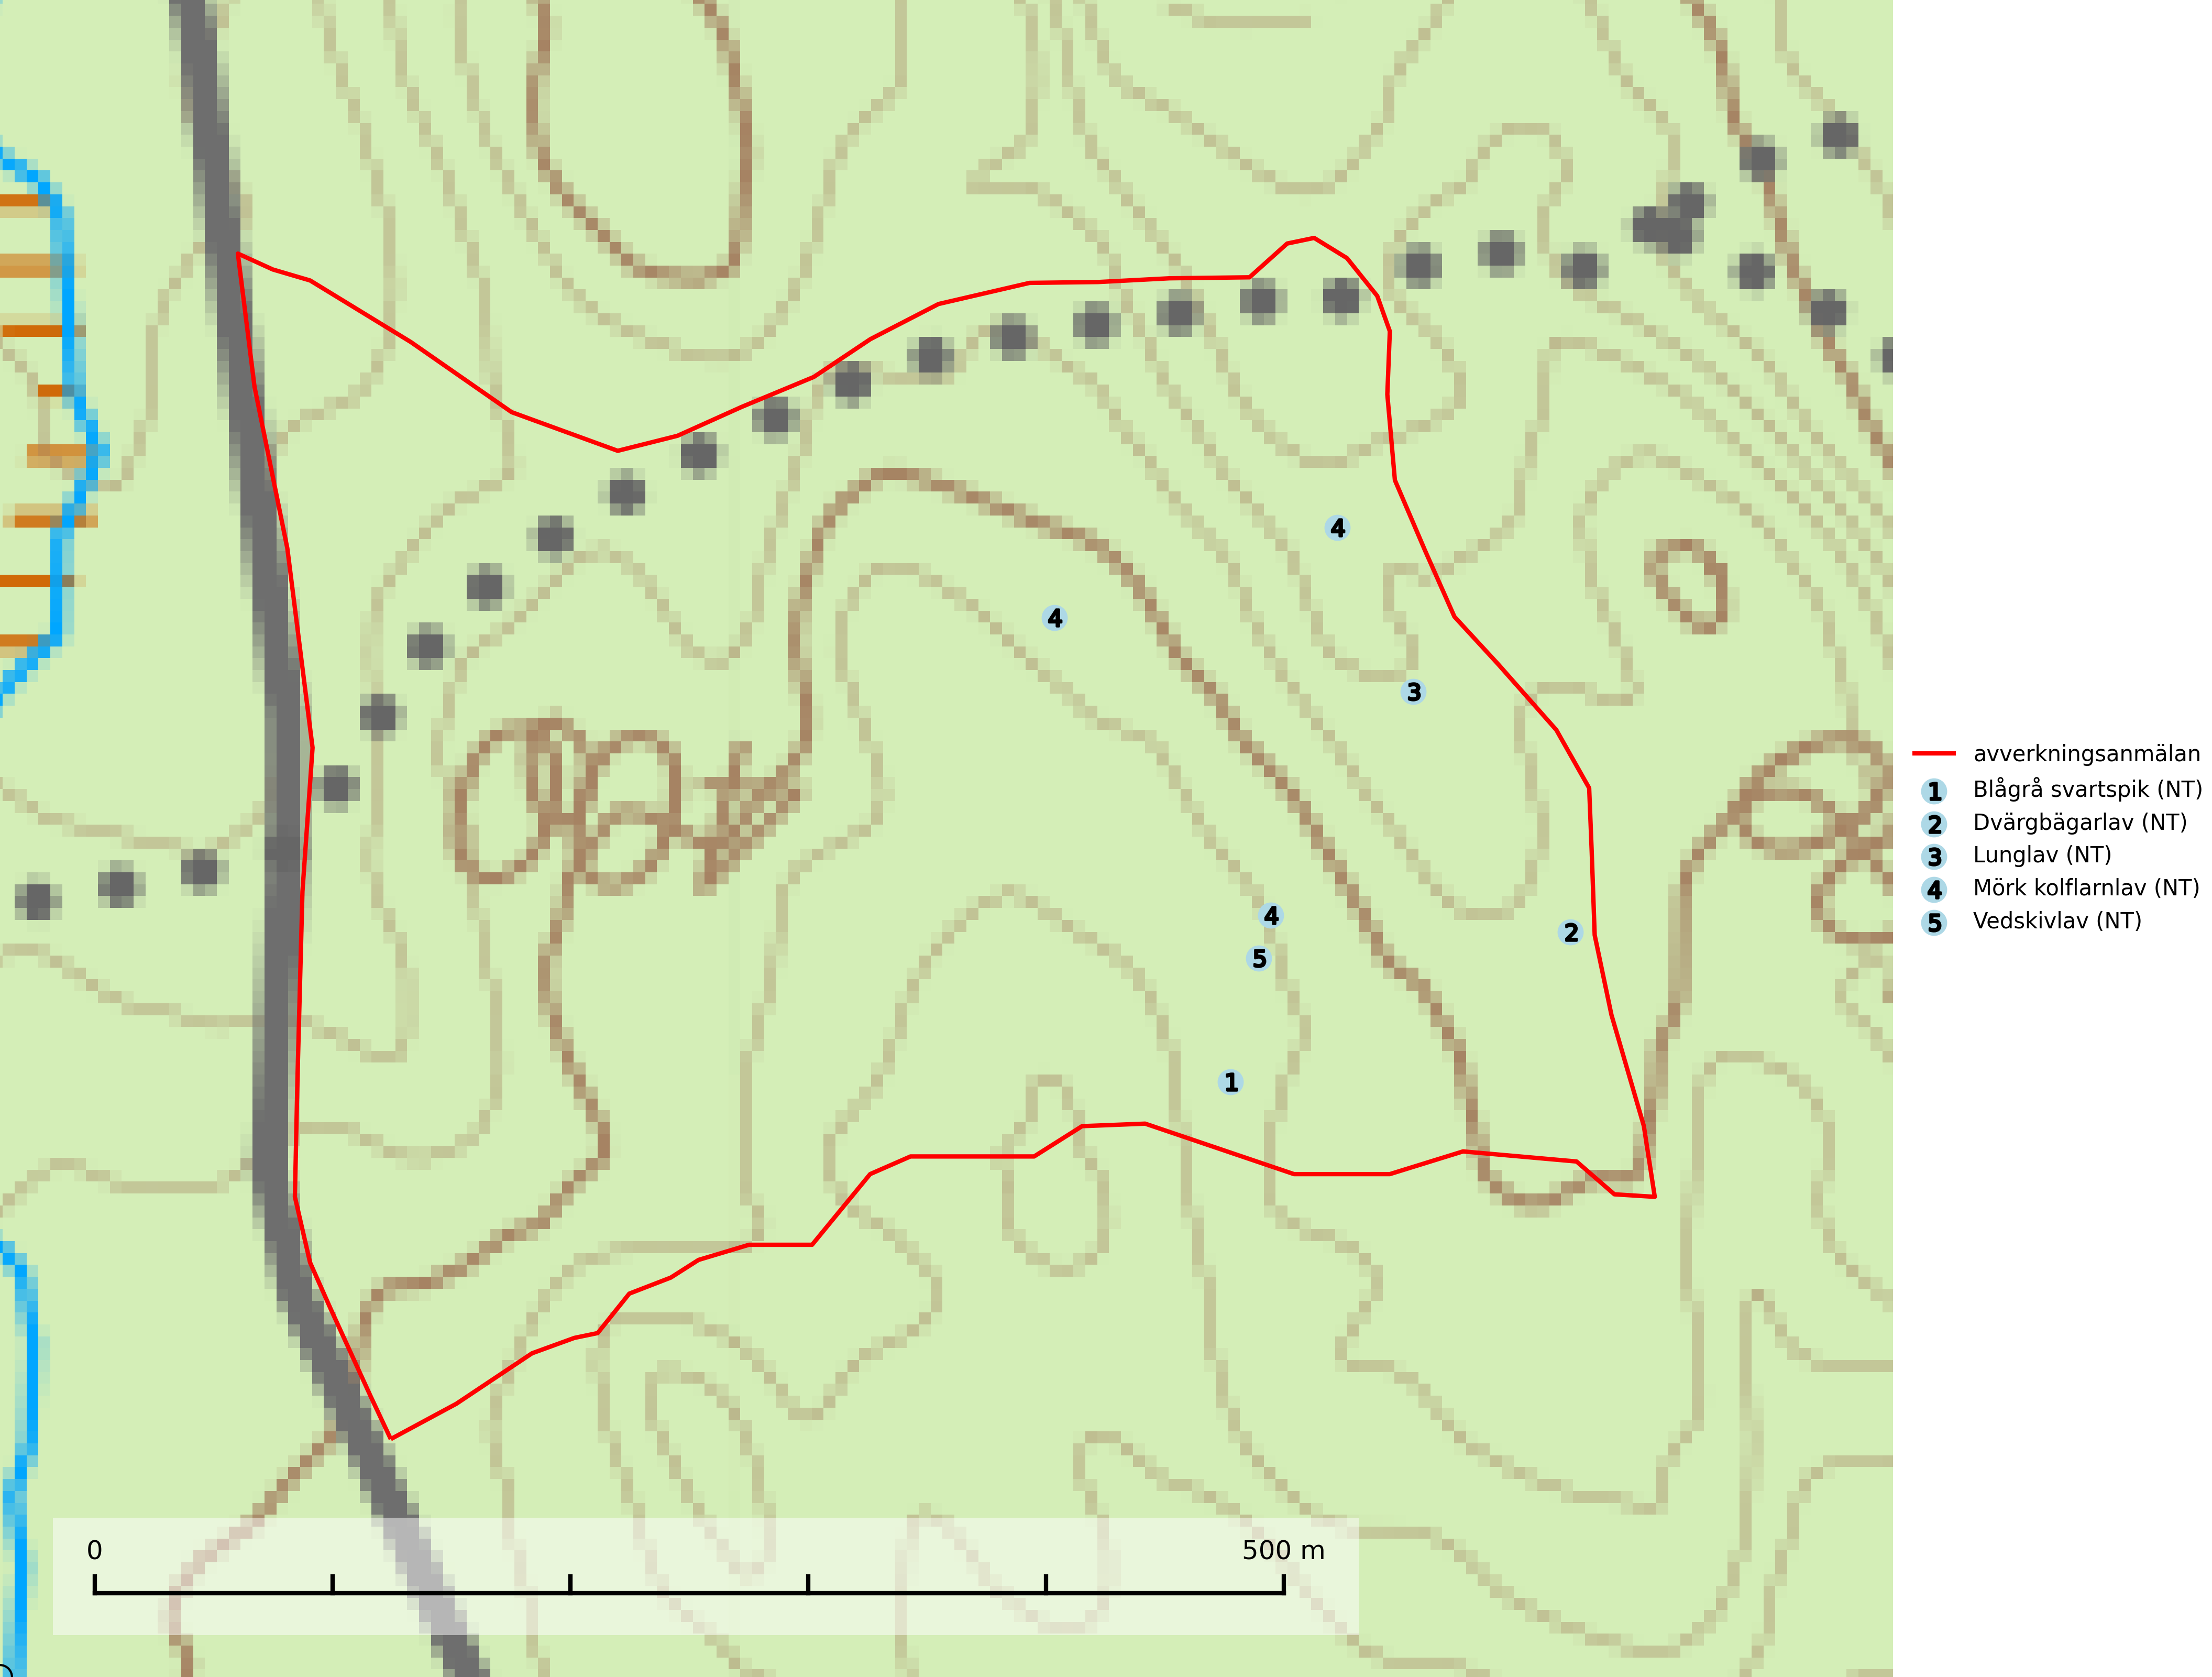 4
4
3
4
2
5
1
avverkningsanmälan
1 Blågrå svartspik (NT)
2 Dvärgbägarlav (NT)
3 Lunglav (NT)
4 Mörk kolflarnlav (NT)
5 Vedskivlav (NT)
0 500 m